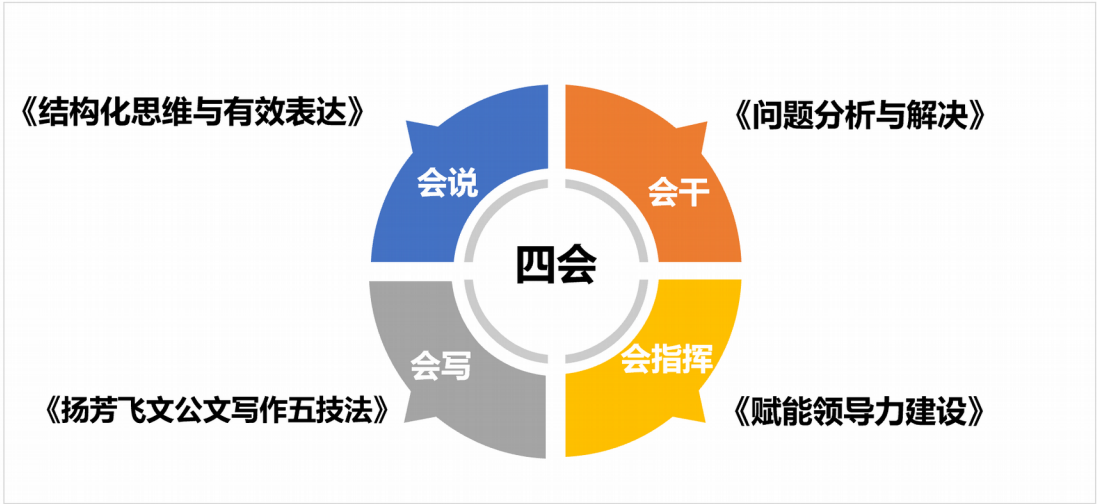 《结构化思维与有效表达》
《问题分析与解决》
会说
会干
四会
会写
会指挥
《扬芳飞文公文写作五技法》
《赋能领导力建设》